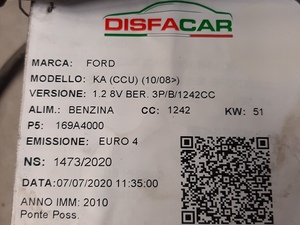 DISFACAR
MARCA: FORD
MODELLO: KA (CCU) (10/08>)
VERSIONE: 1.2 8V BER. 3P/B/1242CC
ALIM.: BENZINA CC: 1242 KW: 51
P5: 169A4000
EMISSIONE: EURO 4
NS: 1473/2020
DATA:07/07/2020 11:35:00
ANNO IMM: 2010
Ponte Poss.